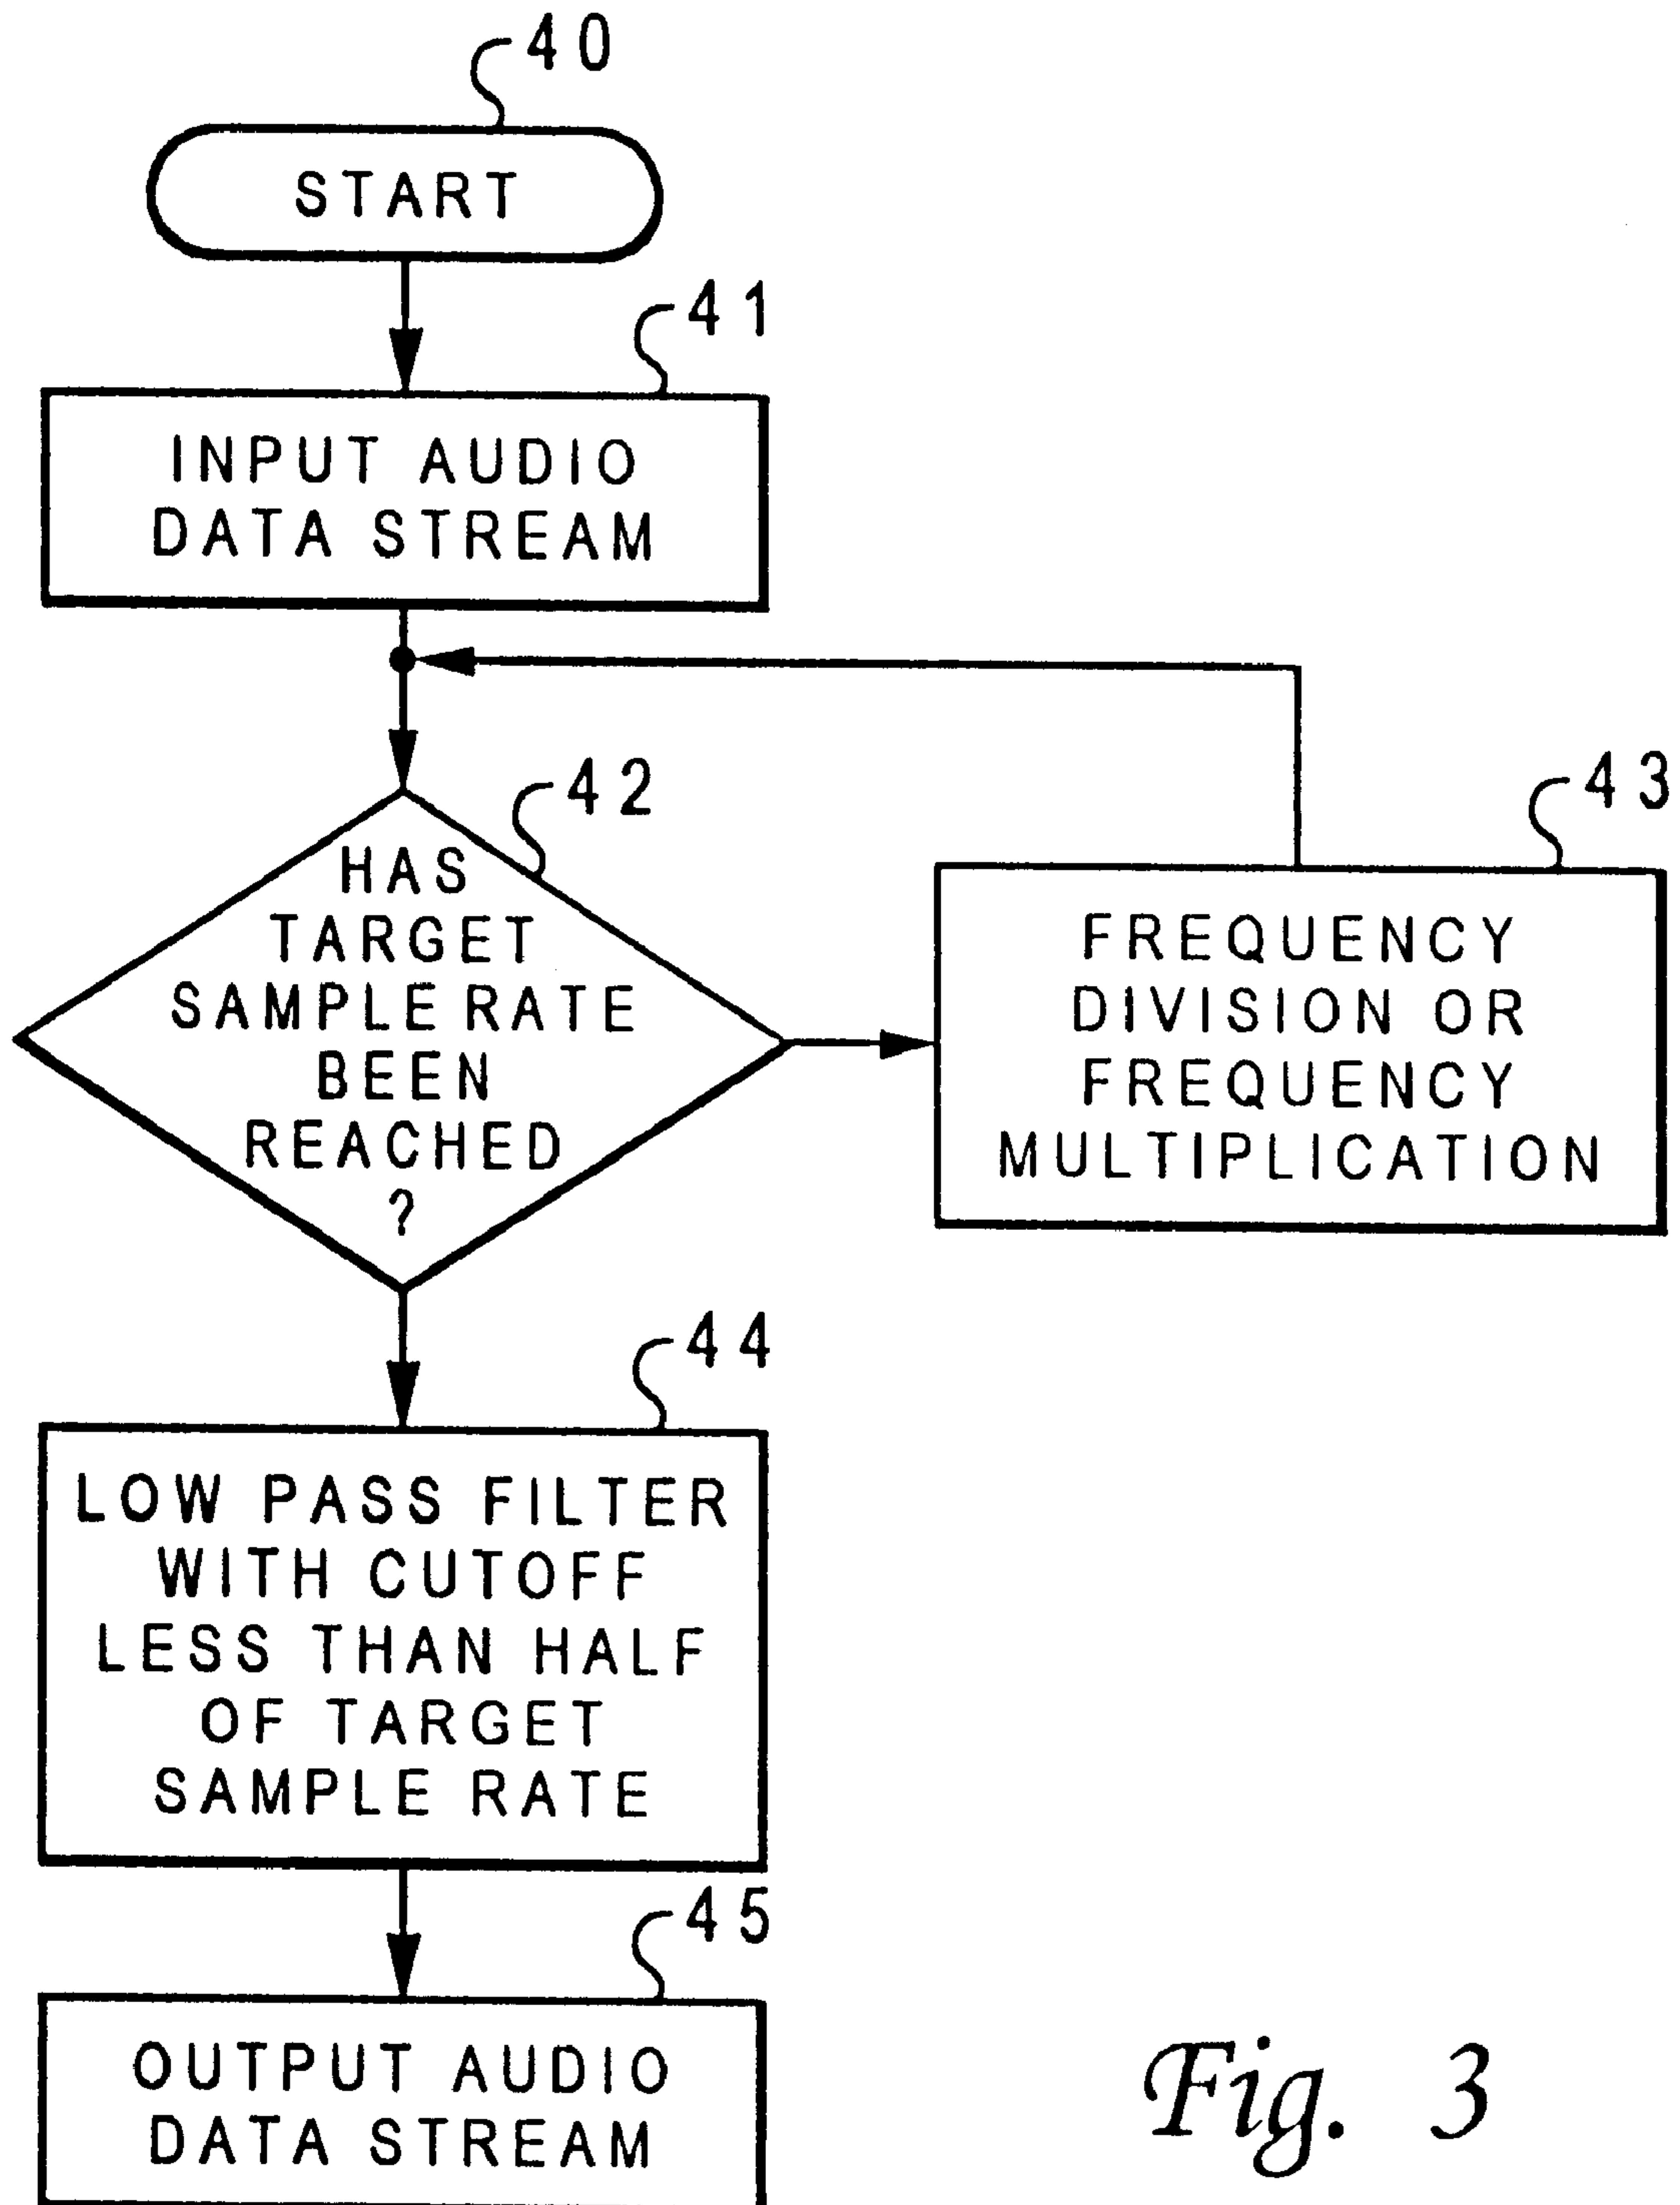 40
START
41
INPUT AUDIO
DATA STREAM
42
HAS
TARGET
SAMPLE RATE
BEEN
REACHED
?
43
FREQUENCY
DIVISION OR
FREQUENCY
MULTIPLICATION
44
LOW PASS FILTER
WITH CUTOFF
LESS THAN HALF
OF TARGET
SAMPLE RATE
45
OUTPUT AUDIO
DATA STREAM
Fig. 3